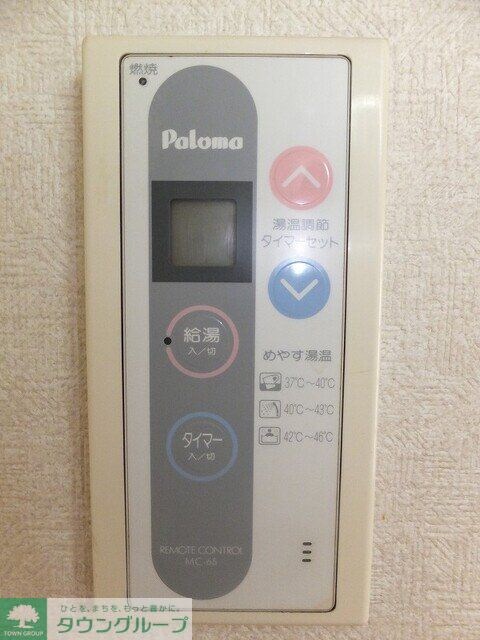 燃焼
Paloma
湯温調節
タイマーセット
給湯
入/切
めやす湯温
37℃〜40℃
40℃〜43℃
42℃〜46℃
タイマー
入/切
REMOTE CONTROL
MC-65
TOWN GROUP
ひとを、まちを、もっと豊かに。
タウングループ